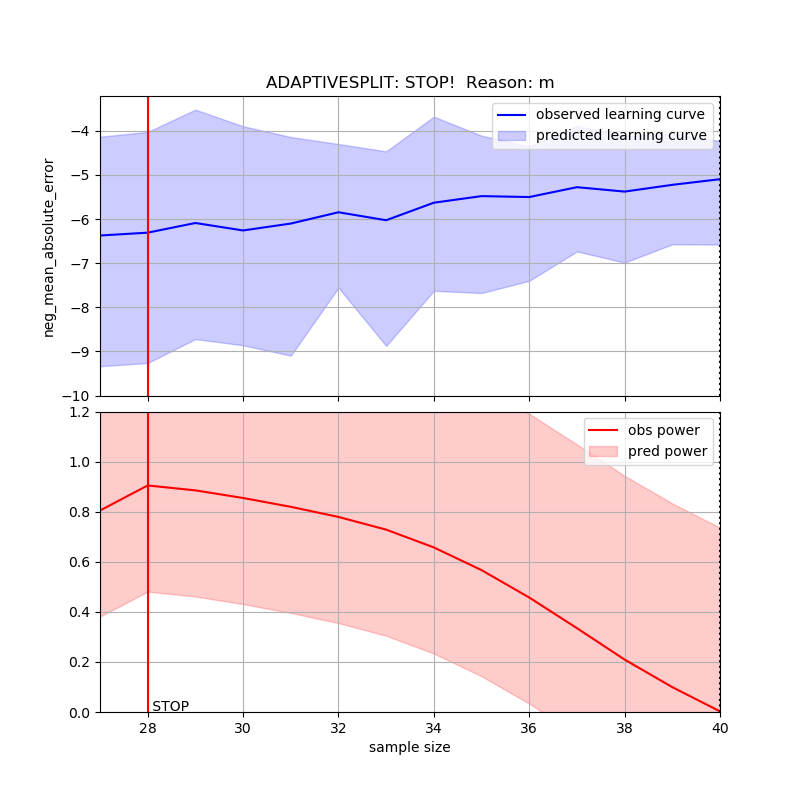 ADAPTIVESPLIT: STOP!  Reason: m
neg_mean_absolute_error
−4
−5
−6
−7
−8
−9
−10
observed learning curve
predicted learning curve
1.2
1.0
0.8
0.6
0.4
0.2
0.0
obs power
pred power
STOP
28 30 32 34 36 38 40
sample size